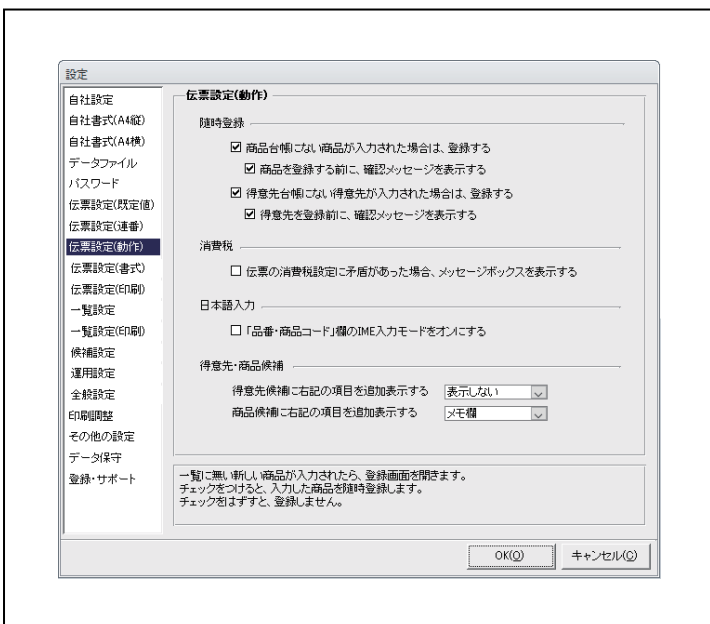 設定
自社設定
自社書式(A4縦)
自社書式(A4横)
データファイル
パスワード
伝票設定(既定値)
伝票設定(連番)
伝票設定(動作)
伝票設定(書式)
伝票設定(印刷)
一覧設定
一覧設定(印刷)
候補設定
運用設定
全般設定
印刷調整
その他の設定
データ保守
登録・サポート
伝票設定(動作)
随時登録
商品台帳にない商品が入力された場合は、登録する
商品を登録する前に、確認メッセージを表示する
得意先台帳にない得意先が入力された場合は、登録する
得意先を登録前に、確認メッセージを表示する
消費税
伝票の消費税設定に矛盾があった場合、メッセージボックスを表示する
日本語入力
「品番・商品コード」欄のIME入力モードをオンにする
得意先・商品候補
得意先候補に右記の項目を追加表示する 表示しない
商品候補に右記の項目を追加表示する メモ欄
一覧に無い新しい商品が入力されたら、登録画面を開きます。
チェックをつけると、入力した商品を随時登録します。
チェックをはずすと、登録しません。
OK(O) キャンセル(C)